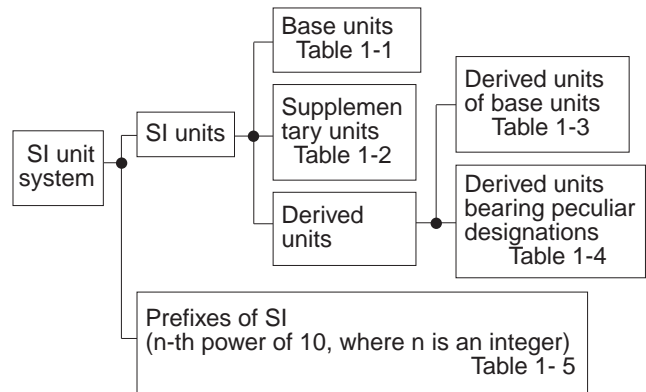 SI unit
system
SI units
Base units
Table 1-1
Supplemen
tary units
Table 1-2
Derived
units
Derived units
of base units
Table 1-3
Derived units
bearing peculiar
designations
Table 1-4
Prefixes of SI
(n-th power of 10, where n is an integer)
Table 1- 5